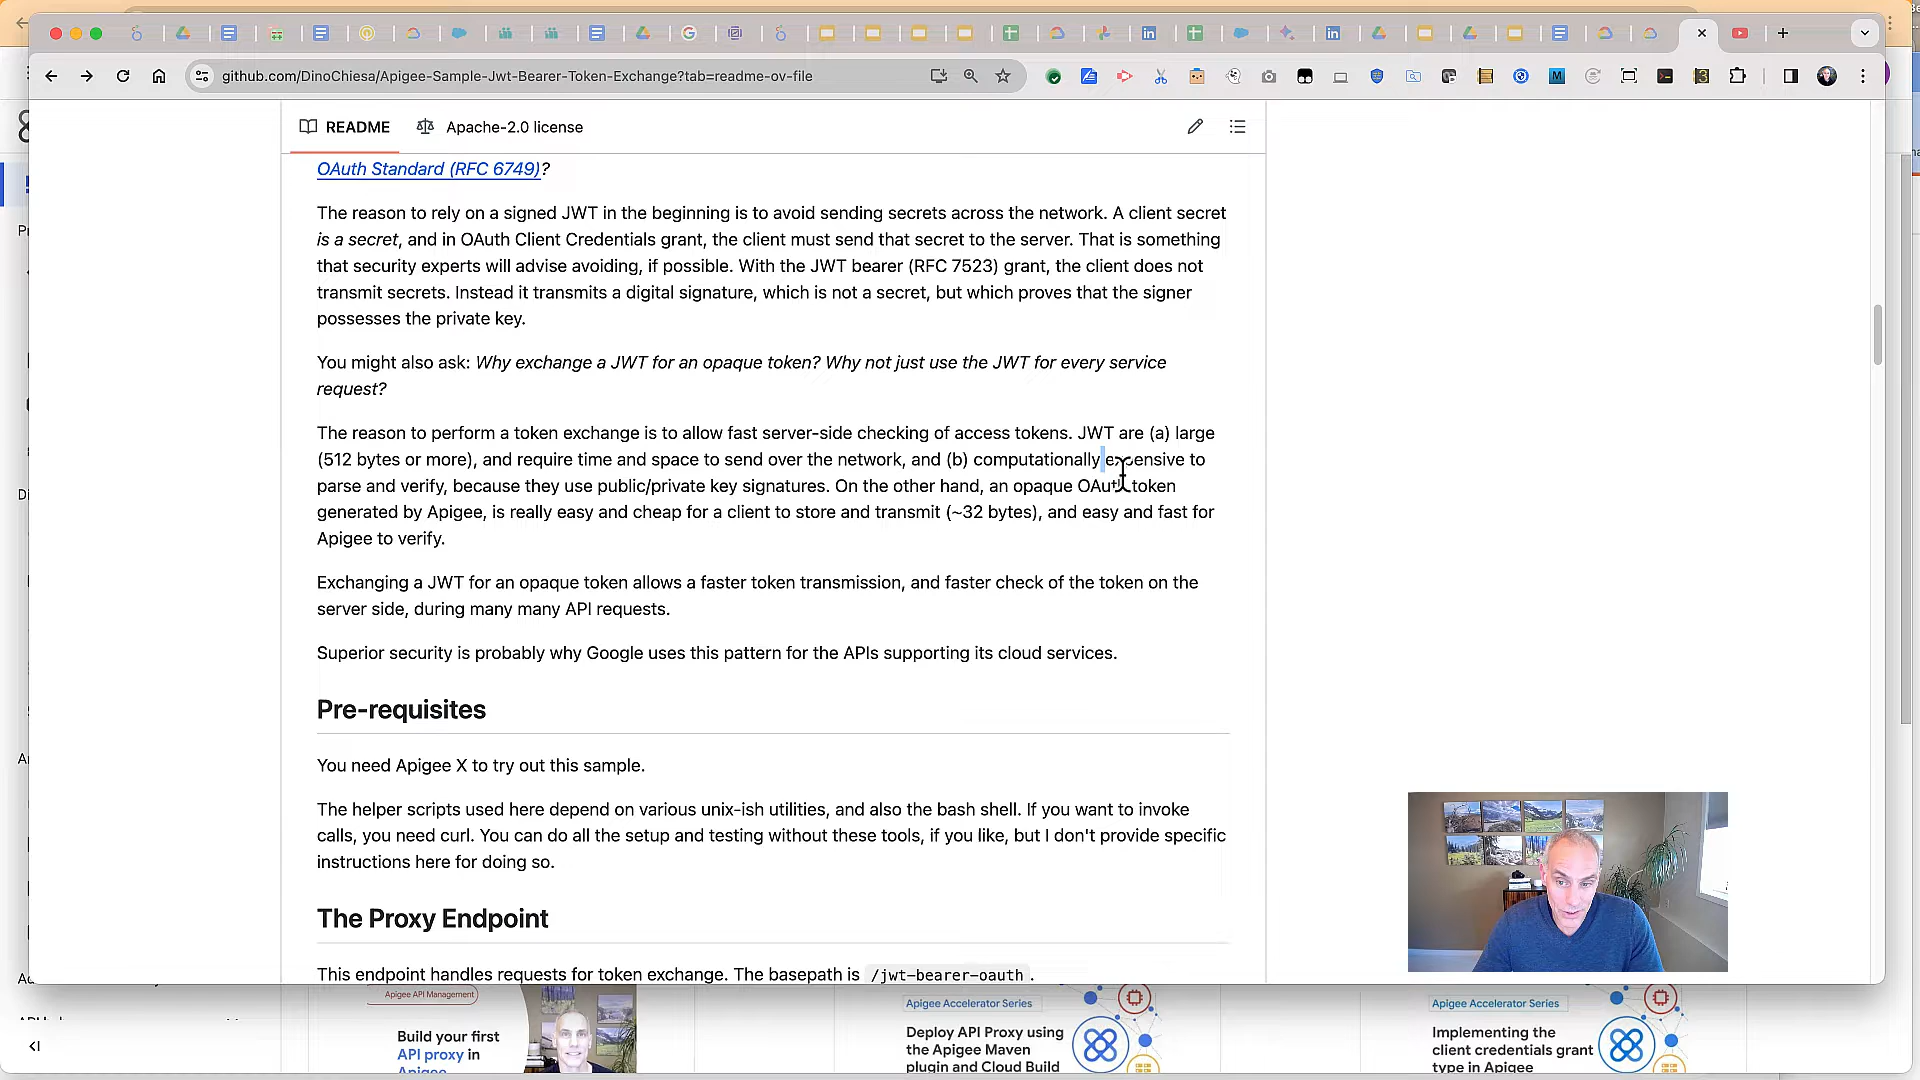 github.com/DinoChiesa/Apigee-Sample-Jwt-Bearer-Token-Exchange?tab=readme-ov-file
README
Apache-2.0 license
OAuth Standard (RFC 6749)?
The reason to rely on a signed JWT in the beginning is to avoid sending secrets across the network. A client secret
is a secret, and in OAuth Client Credentials grant, the client must send that secret to the server. That is something
that security experts will advise avoiding, if possible. With the JWT bearer (RFC 7523) grant, the client does not
transmit secrets. Instead it transmits a digital signature, which is not a secret, but which proves that the signer
possesses the private key.
You might also ask: Why exchange a JWT for an opaque token? Why not just use the JWT for every service
request?
The reason to perform a token exchange is to allow fast server-side checking of access tokens. JWT are (a) large
(512 bytes or more), and require time and space to send over the network, and (b) computationally expensive to
parse and verify, because they use public/private key signatures. On the other hand, an opaque OAuth token
generated by Apigee, is really easy and cheap for a client to store and transmit (~32 bytes), and easy and fast for
Apigee to verify.
Exchanging a JWT for an opaque token allows a faster token transmission, and faster check of the token on the
server side, during many many API requests.
Superior security is probably why Google uses this pattern for the APIs supporting its cloud services.
Pre-requisites
You need Apigee X to try out this sample.
The helper scripts used here depend on various unix-ish utilities, and also the bash shell. If you want to invoke
calls, you need curl. You can do all the setup and testing without these tools, if you like, but I don't provide specific
instructions here for doing so.
The Proxy Endpoint
This endpoint handles requests for token exchange. The basepath is /jwt-bearer-oauth .
Apigee API Management
Build your first
API proxy in
Apigee
Apigee Accelerator Series
Deploy API Proxy using
the Apigee Maven
plugin and Cloud Build
Apigee Accelerator Series
Implementing the
client credentials grant
type in Apigee